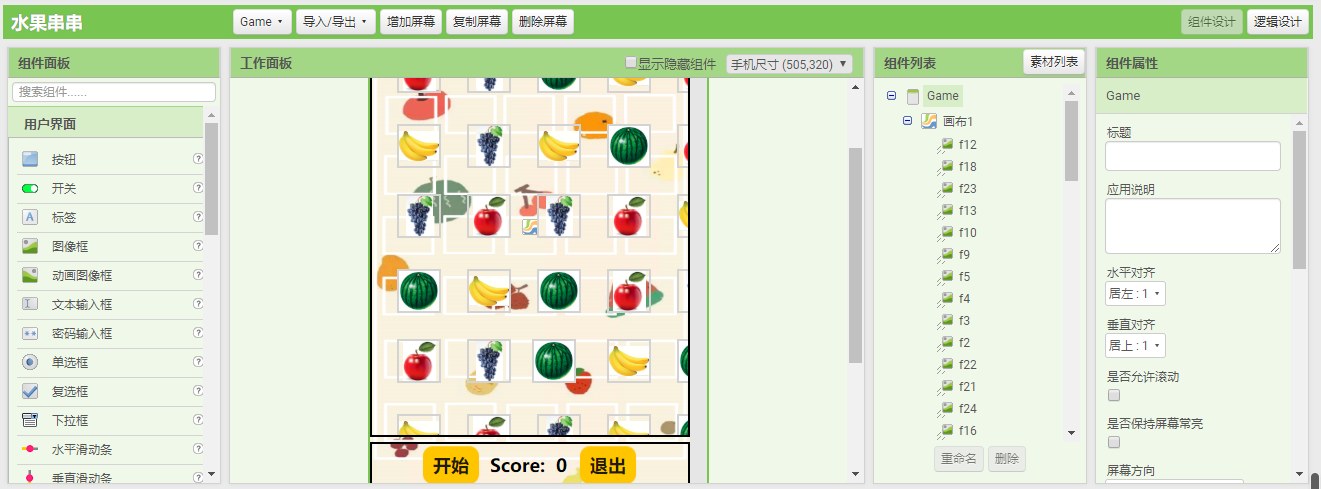 水果串串 Game 导入/导出 增加屏幕 复制屏幕 删除屏幕 组件设计 逻辑设计
组件面板
搜索组件......
用户界面
按钮 ?
开关 ?
标签 ?
图像框 ?
动画图像框 ?
文本输入框 ?
密码输入框 ?
单选框 ?
复选框 ?
下拉框 ?
水平滑动条 ?
垂直滑动条 ?
工作面板 显示隐藏组件 手机尺寸 (505,320)
开始 Score: 0 退出
组件列表 素材列表
Game
画布1
f12
f18
f23
f13
f10
f9
f5
f4
f3
f2
f22
f21
f24
f16
重命名 删除
组件属性
Game
标题
应用说明
水平对齐
居左 : 1
垂直对齐
居上 : 1
是否允许滚动
是否保持屏幕常亮
屏幕方向